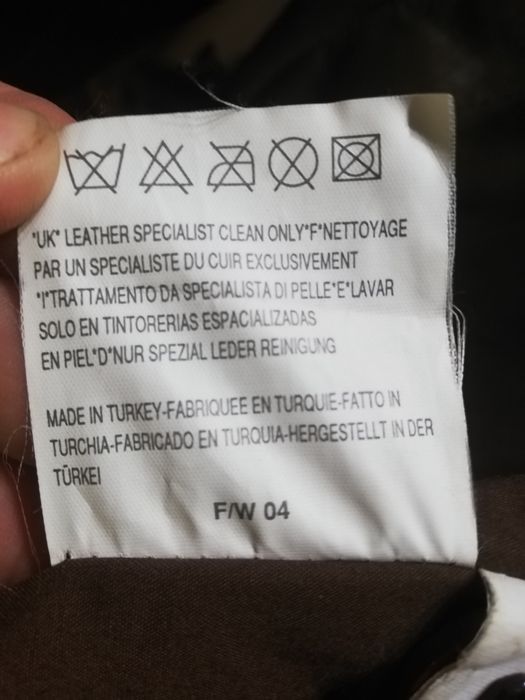 "UK" LEATHER SPECIALIST CLEAN ONLY"F"NETTOYAGE
PAR UN SPECIALISTE DU CUIR EXCLUSIVEMENT
"I"TRATTAMENTO DA SPECIALISTA DI PELLE"E"LAVAR
SOLO EN TINTORERIAS ESPACIALIZADAS
EN PIEL"D"NUR SPEZIAL LEDER REINIGUNG
MADE IN TURKEY-FABRIQUEE EN TURQUIE-FATTO IN
TURCHIA-FABRICADO EN TURQUIA-HERGESTELLT IN DER
TÜRKEI
F/W 04